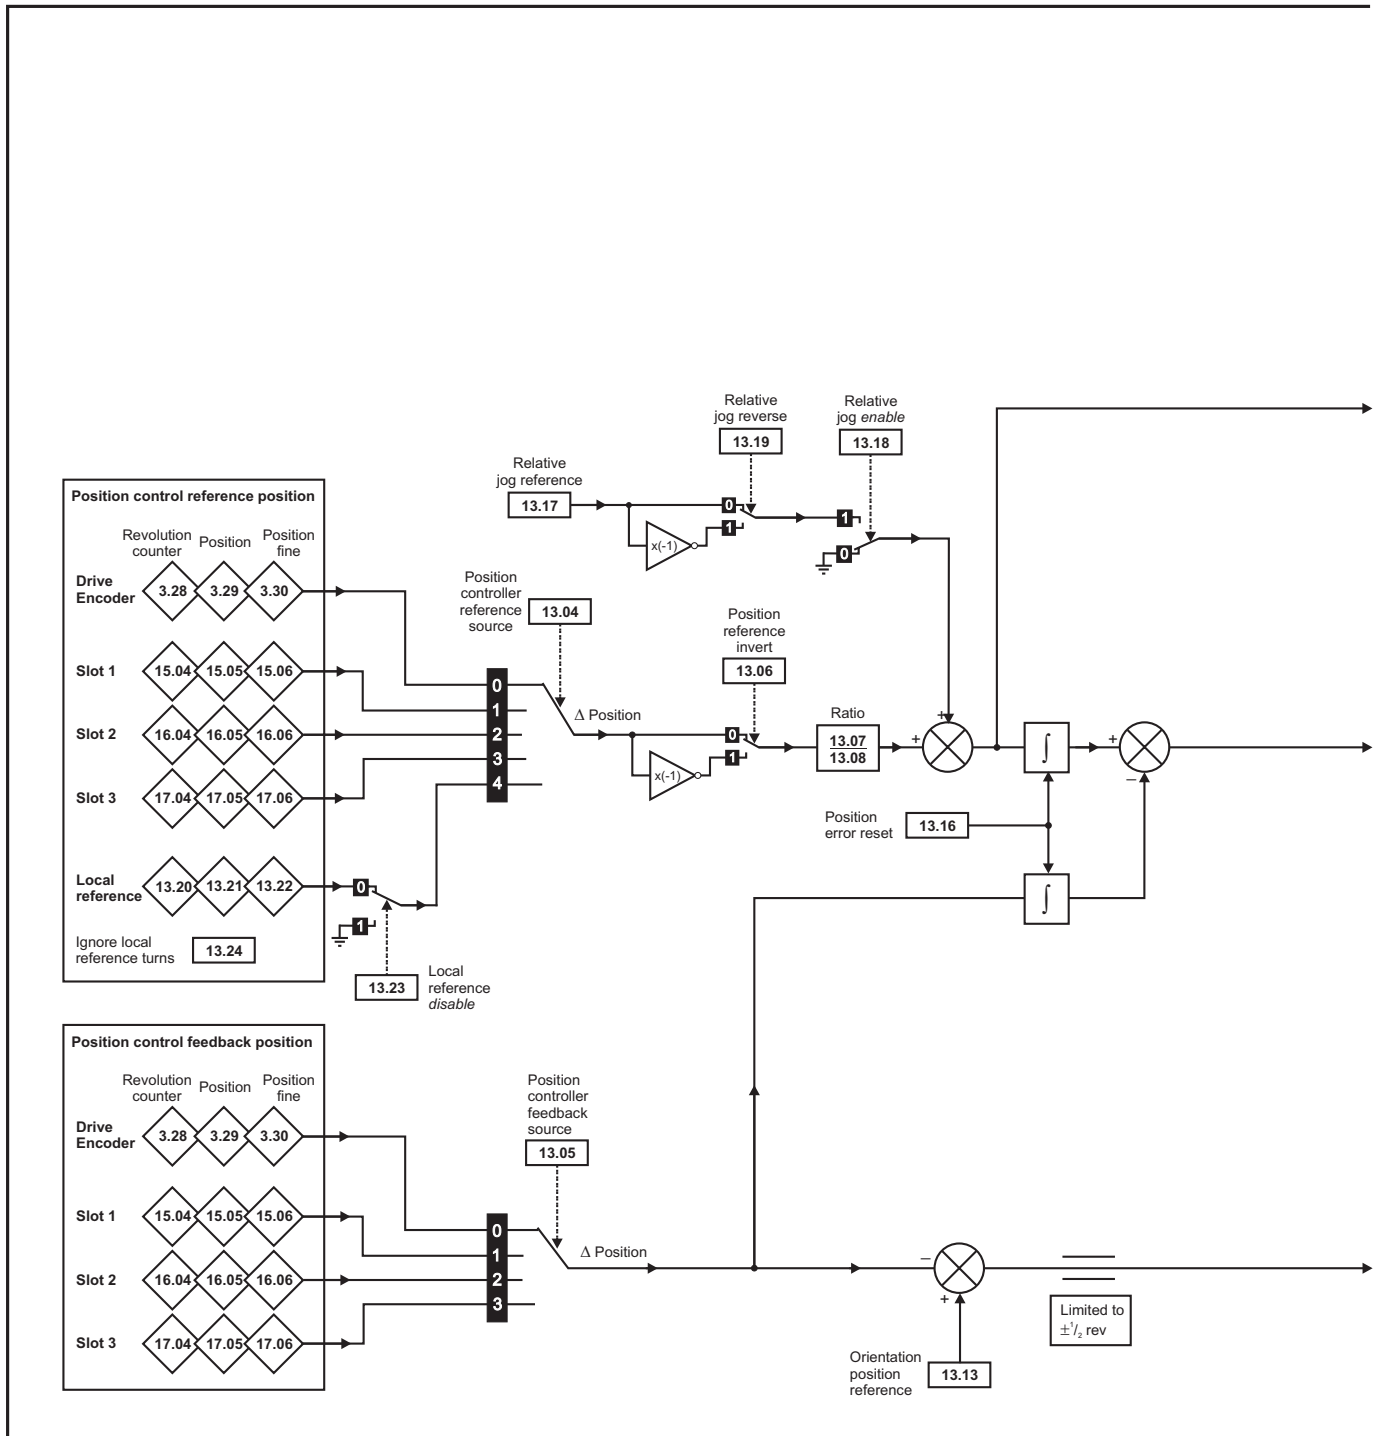 Relative
jog reverse
13.19
Relative
jog enable
13.18
Relative
jog reference
13.17
0
1
x(-1)
1
0
Position control reference position
Revolution
counter
Position
Position
fine
Drive
Encoder
3.28
3.29
3.30
Slot 1
15.04
15.05
15.06
Slot 2
16.04
16.05
16.06
Slot 3
17.04
17.05
17.06
Local
reference
13.20
13.21
13.22
Ignore local
reference turns
13.24
0
1
13.23
Local
reference
disable
Position
controller
reference
source
13.04
0
1
2
3
4
Δ Position
x(-1)
0
1
Position
reference
invert
13.06
Ratio
13.07
13.08
+
+
∫
+
−
Position
error reset
13.16
∫
Position control feedback position
Revolution
counter
Position
Position
fine
Drive
Encoder
3.28
3.29
3.30
Slot 1
15.04
15.05
15.06
Slot 2
16.04
16.05
16.06
Slot 3
17.04
17.05
17.06
Position
controller
feedback
source
13.05
0
1
2
3
Δ Position
−
+
Limited to
±1/2 rev
Orientation
position
reference
13.13